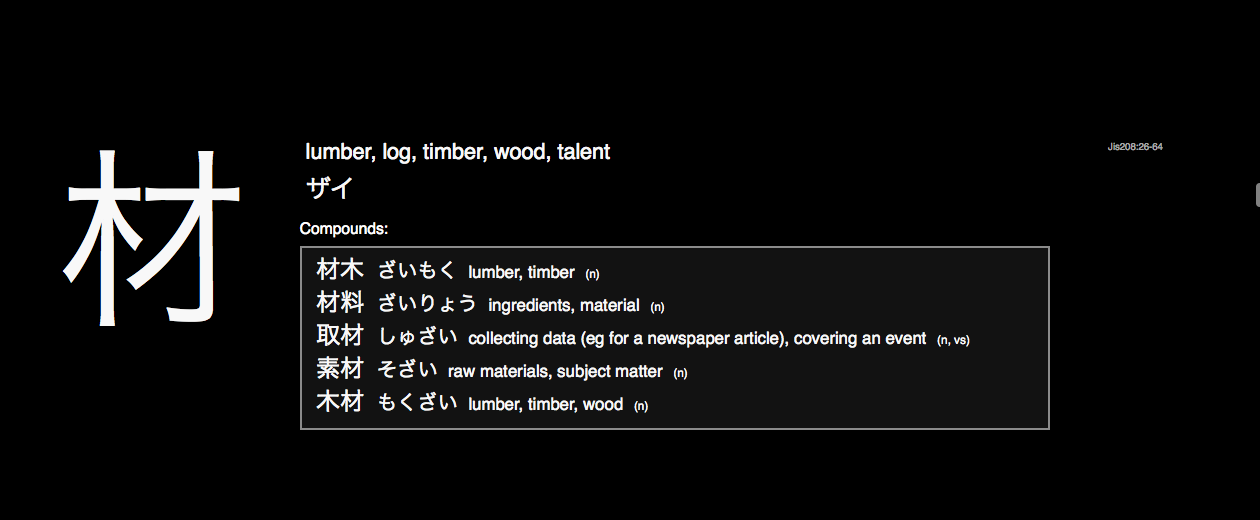 材
lumber, log, timber, wood, talent
Jis208:26-64
ザイ
Compounds:
材木 ざいもく lumber, timber (n)
材料 ざいりょう ingredients, material (n)
取材 しゅざい collecting data (eg for a newspaper article), covering an event (n, vs)
素材 そざい raw materials, subject matter (n)
木材 もくざい lumber, timber, wood (n)